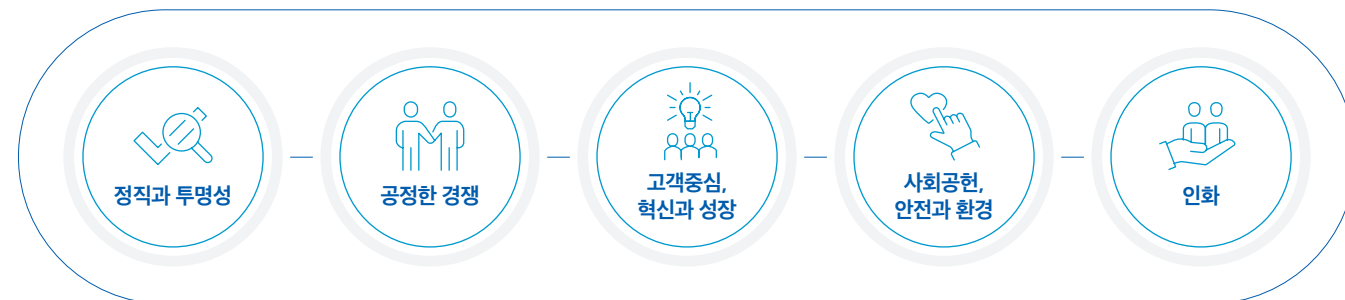 정직과 투명성
공정한 경쟁
고객중심,
혁신과 성장
사회공헌,
안전과 환경
인화